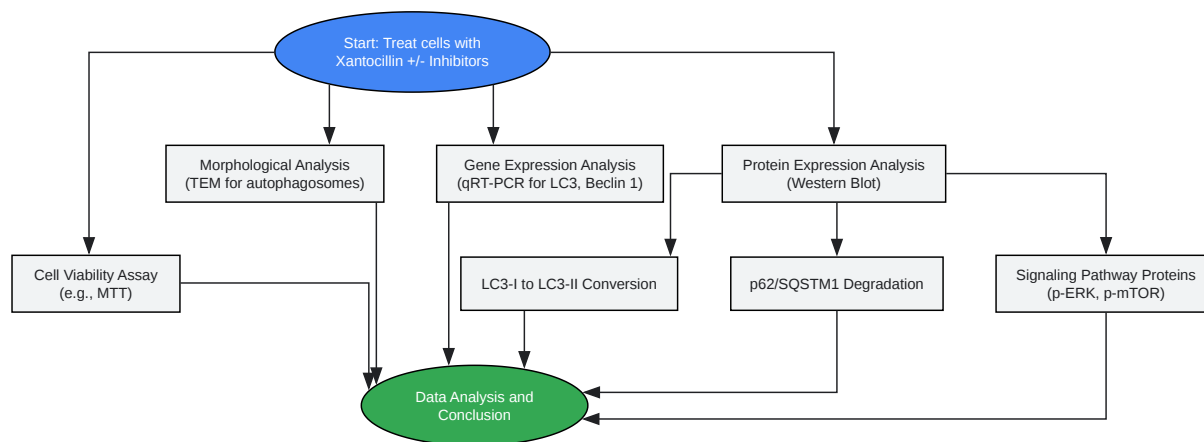 Start: Treat cells with
Xantocillin +/- Inhibitors
Morphological Analysis
(TEM for autophagosomes)
Gene Expression Analysis
(qRT-PCR for LC3, Beclin 1)
Protein Expression Analysis
(Western Blot)
Cell Viability Assay
(e.g., MTT)
LC3-I to LC3-II Conversion
p62/SQSTM1 Degradation
Signaling Pathway Proteins
(p-ERK, p-mTOR)
Data Analysis and
Conclusion